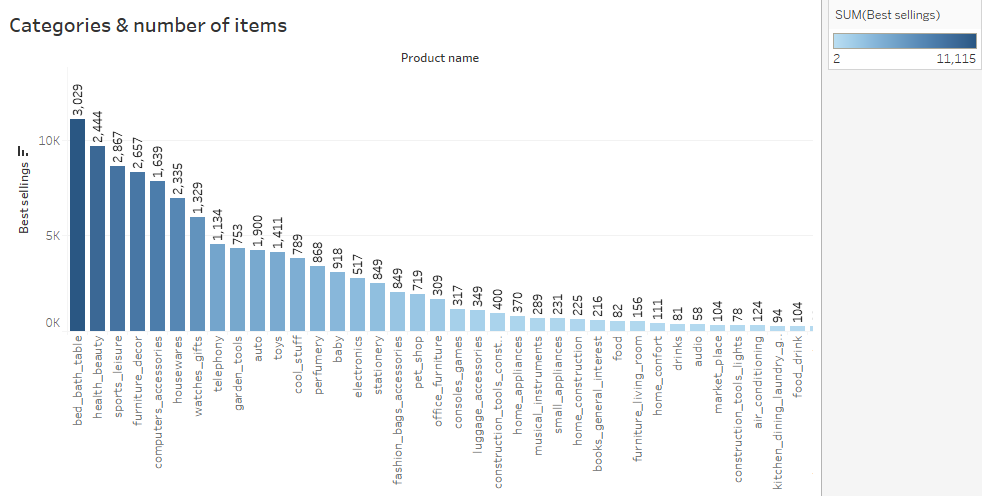 Categories & number of items
SUM(Best sellings)
2 11,115
Product name
Best sellings
10K
5K
0K
3,029
2,444
2,867
2,657
1,639
2,335
1,329
1,134
753
1,900
1,411
789
868
918
517
849
849
719
309
317
349
400
370
289
231
225
216
82
156
111
81
58
104
78
124
94
104
bed_bath_table
health_beauty
sports_leisure
furniture_decor
computers_accessories
housewares
watches_gifts
telephony
garden_tools
auto
toys
cool_stuff
perfumery
baby
electronics
stationery
fashion_bags_accessories
pet_shop
office_furniture
consoles_games
luggage_accessories
construction_tools_const..
home_appliances
musical_instruments
small_appliances
home_construction
books_general_interest
food
furniture_living_room
home_confort
drinks
audio
market_place
construction_tools_lights
air_conditioning
kitchen_dining_laundry_g..
food_drink